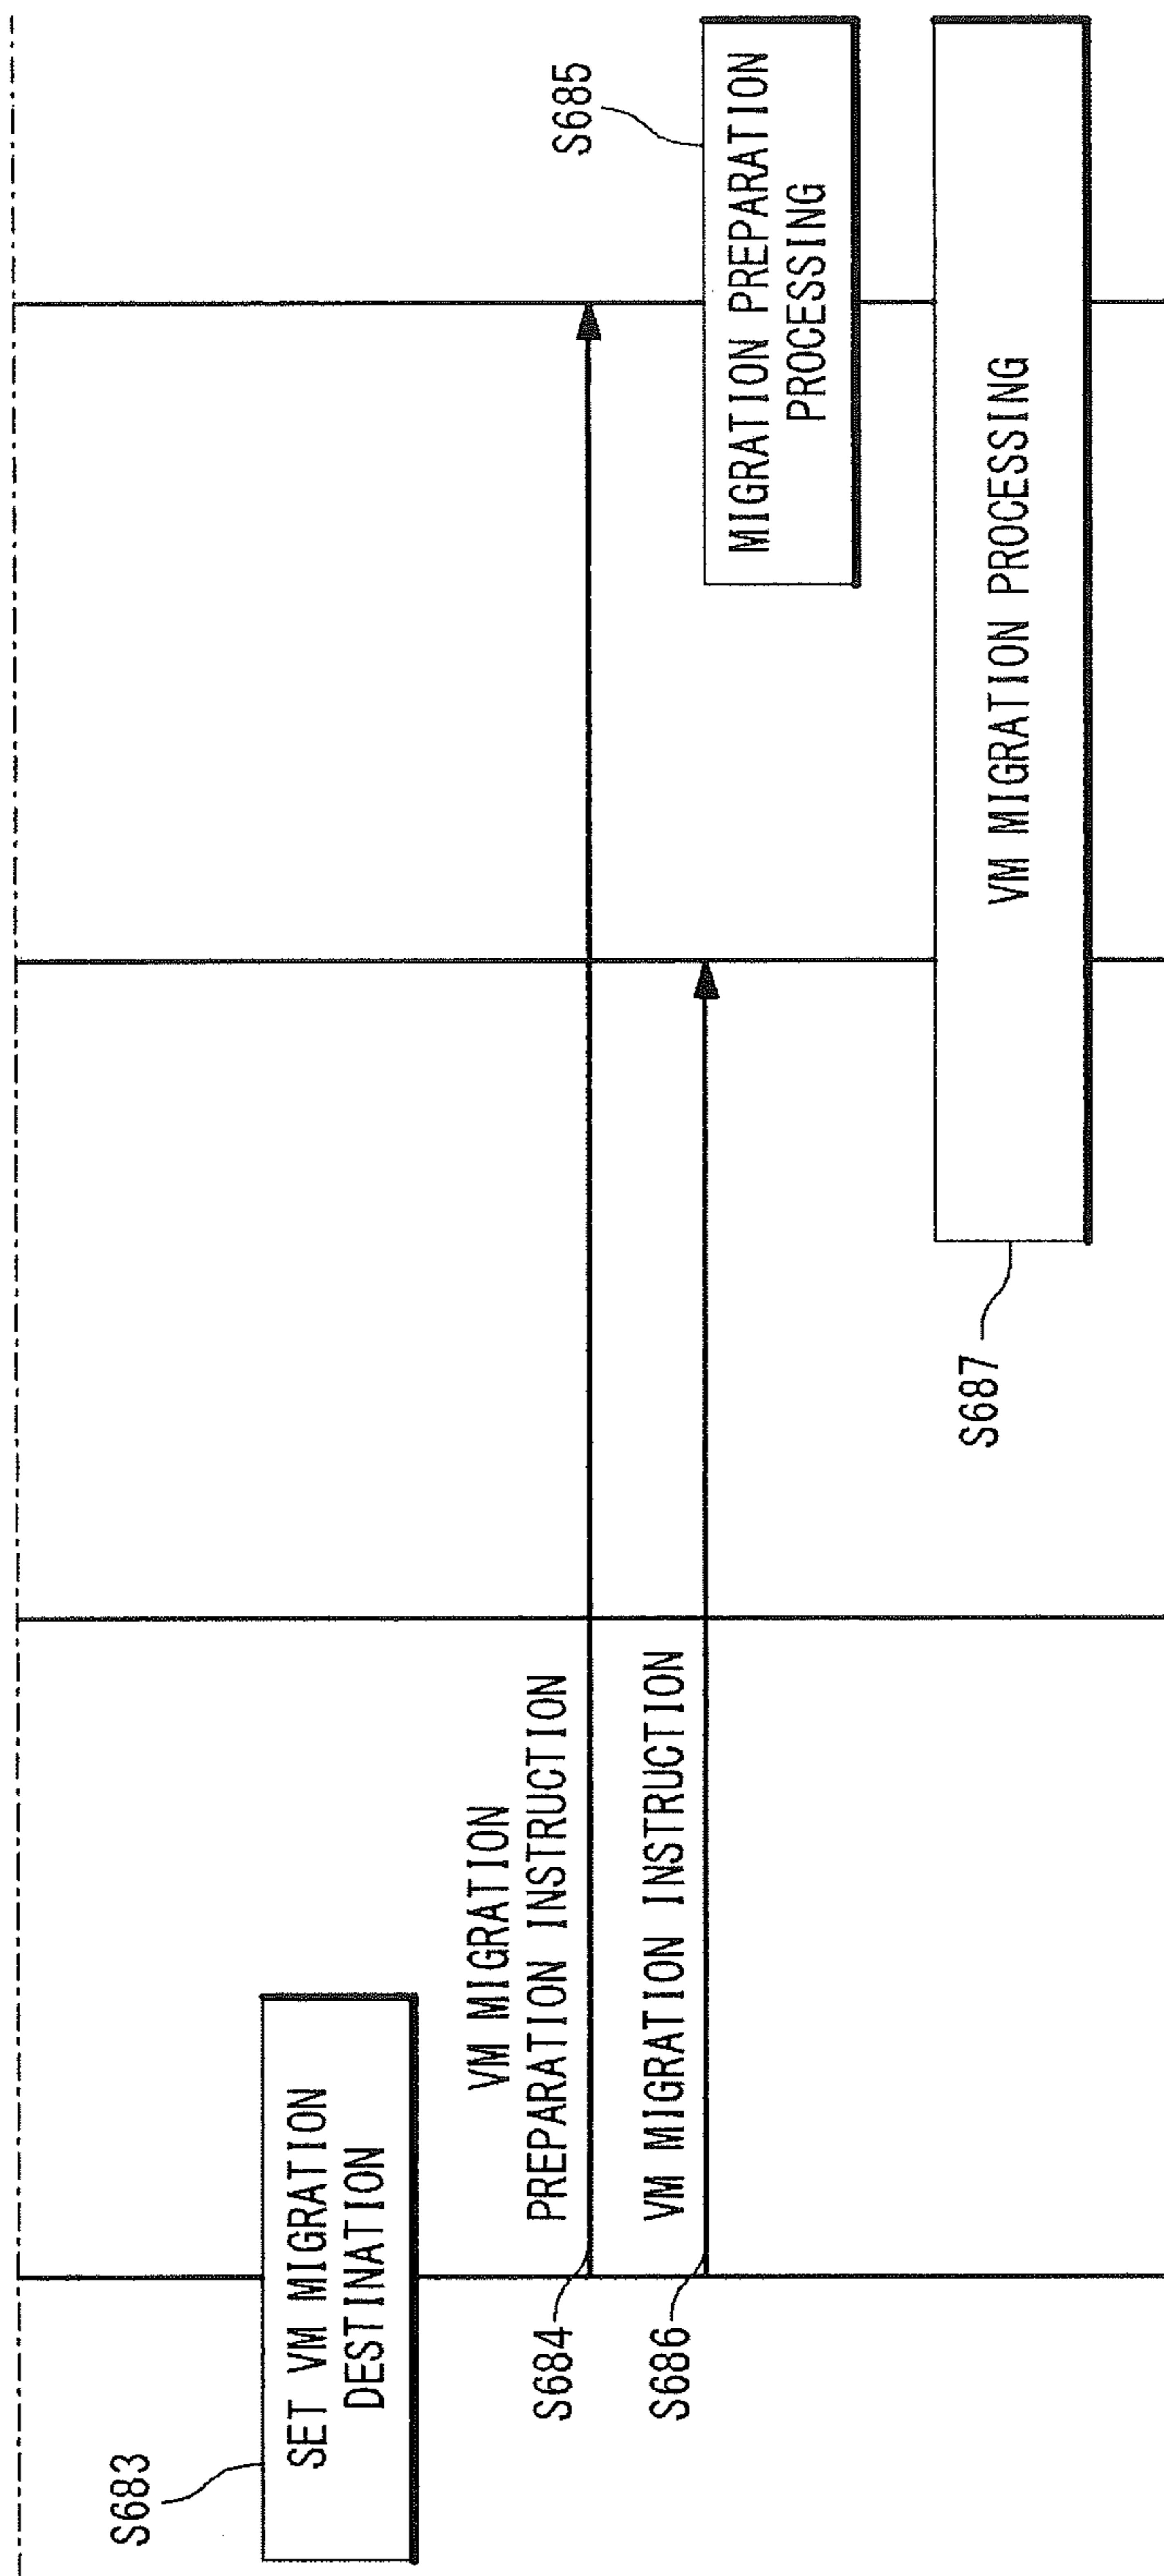 S683
SET VM MIGRATION
DESTINATION
VM MIGRATION
PREPARATION INSTRUCTION
S684
S685
MIGRATION PREPARATION
PROCESSING
VM MIGRATION INSTRUCTION
S686
VM MIGRATION PROCESSING
S687